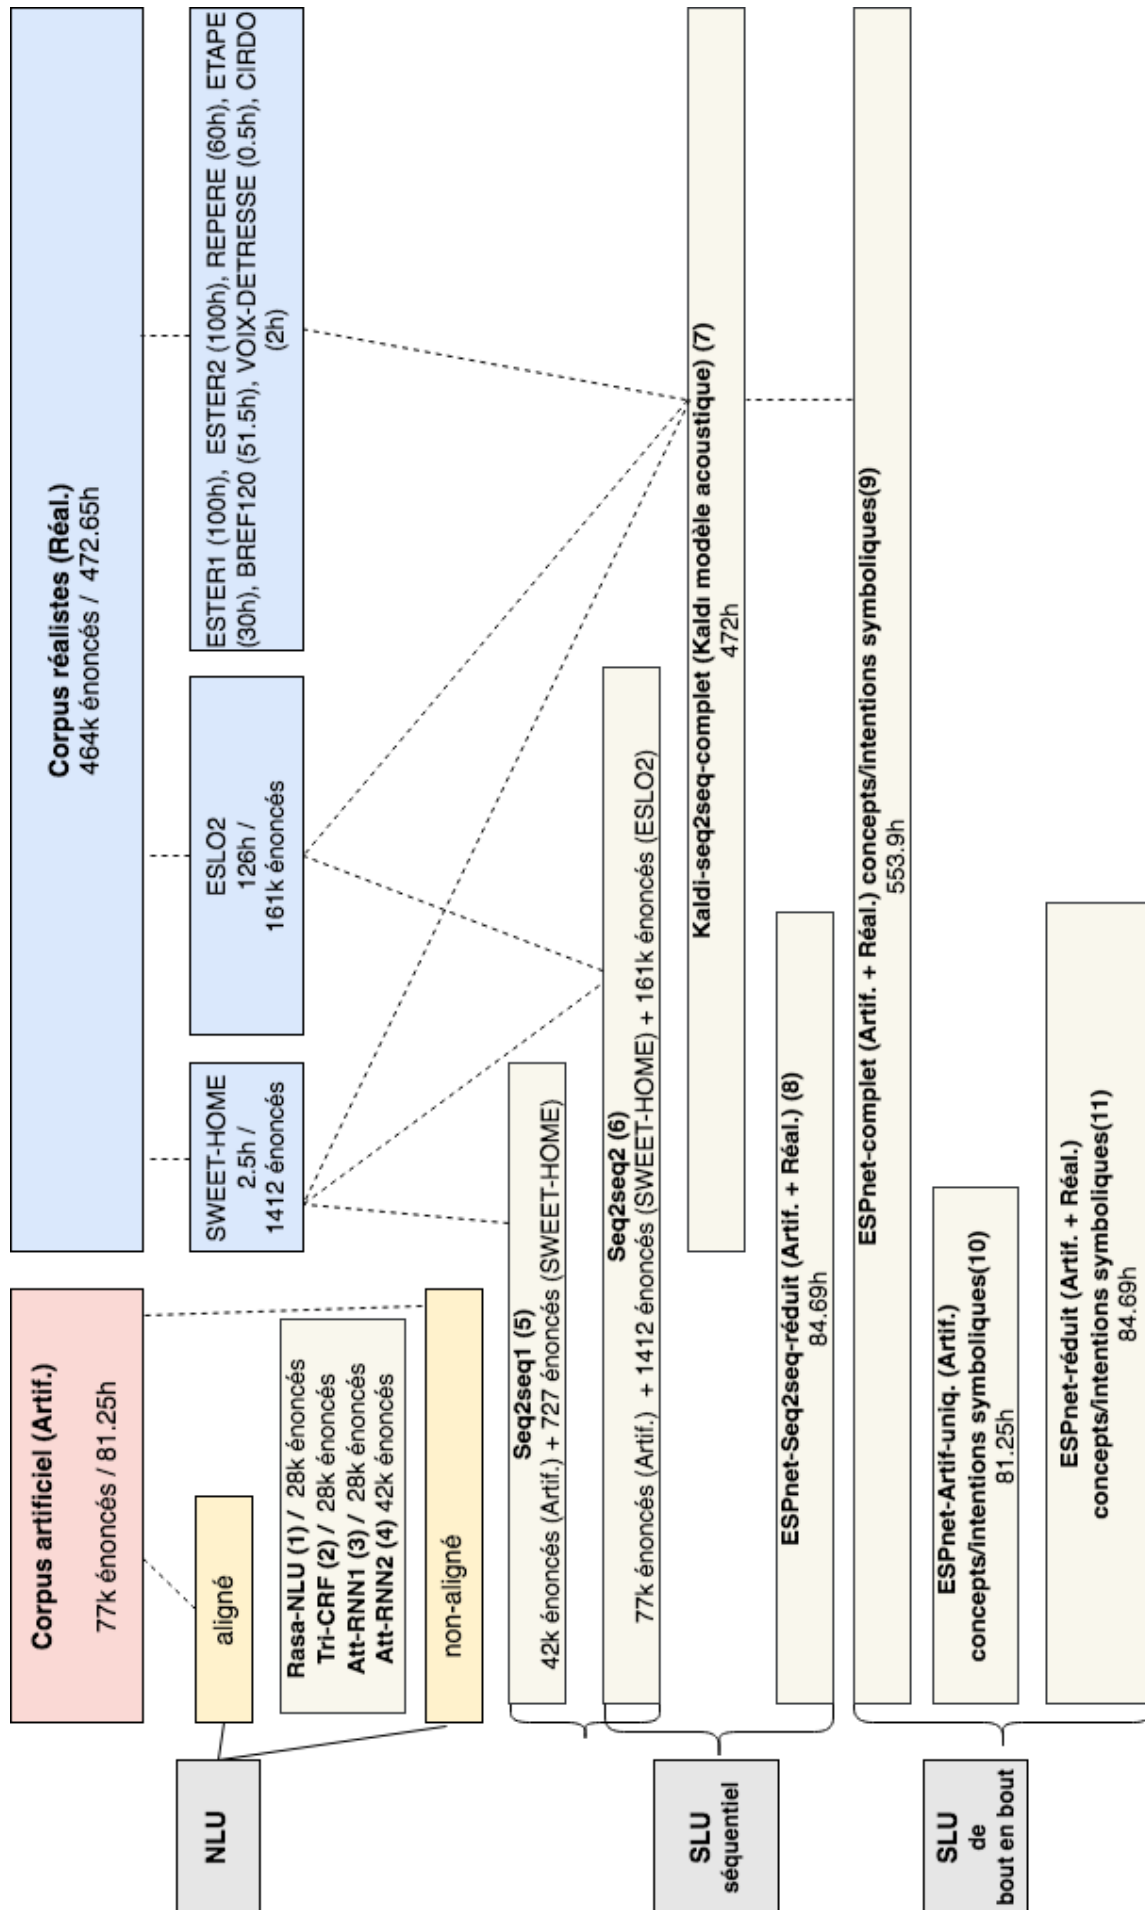 Corpus artificiel (Artif.)
77k énoncés / 81.25h
Corpus réalistes (Réal.)
464k énoncés / 472.65h
NLU
aligné
SWEET-HOME
2.5h /
1412 énoncés
ESLO2
126h /
161k énoncés
ESTER1 (100h), ESTER2 (100h), REPERE (60h), ETAPE
(30h), BREF120 (51.5h), VOIX-DETRESSE (0.5h), CIRDO
(2h)
Rasa-NLU (1) / 28k énoncés
Tri-CRF (2) / 28k énoncés
Att-RNN1 (3) / 28k énoncés
Att-RNN2 (4) 42k énoncés
non-aligné
Seq2seq1 (5)
42k énoncés (Artif.) + 727 énoncés (SWEET-HOME)
Seq2seq2 (6)
77k énoncés (Artif.) + 1412 énoncés (SWEET-HOME) + 161k énoncés (ESLO2)
SLU
séquentiel
Kaldi-seq2seq-complet (Kaldi modèle acoustique) (7)
472h
ESPnet-Seq2seq-réduit (Artif. + Réal.) (8)
84.69h
ESPnet-complet (Artif. + Réal.) concepts/intentions symboliques(9)
553.9h
SLU
de
bout en bout
ESPnet-Artif-uniq. (Artif.)
concepts/intentions symboliques(10)
81.25h
ESPnet-réduit (Artif. + Réal.)
concepts/intentions symboliques(11)
84.69h